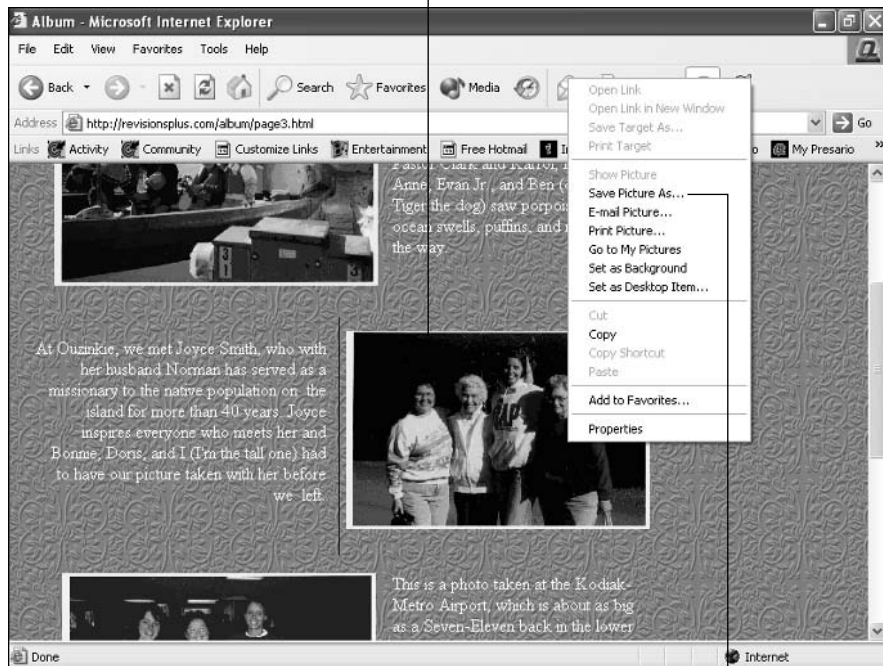 Album - Microsoft Internet Explorer
File Edit View Favorites Tools Help
Back Search Favorites Media
Address http://revisionsplus.com/album/page3.html Go
Links Activity Community Customize Links Entertainment Free Hotmail My Presario »
Open Link
Open Link in New Window
Save Target As...
Print Target
Show Picture
Save Picture As...
E-mail Picture...
Print Picture...
Go to My Pictures
Set as Background
Set as Desktop Item...
Cut
Copy
Copy Shortcut
Paste
Add to Favorites...
Properties
Pastor Clark and Karrol,
Anne, Evan Jr., and Ben
Tiger the dog) saw
ocean swells, puffins, and
the way.
31
3
At Ouzinkie, we met Joyce Smith, who with
her husband Norman has served as a
missionary to the native population on the
island for more than 40 years. Joyce
inspires everyone who meets her and
Bonnie, Doris, and I (I'm the tall one) had
to have our picture taken with her before
we left.
This is a photo taken at the Kodiak-
Metro Airport, which is about as big
as a Seven-Eleven back in the lower
Done Internet